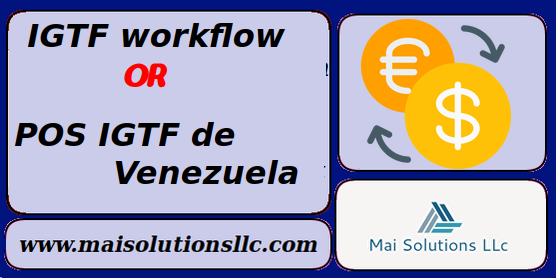 IGTF workflow
OR
POS IGTF de
Venezuela
www.maisolutionsllc.com
€
$
Mai Solutions LLc